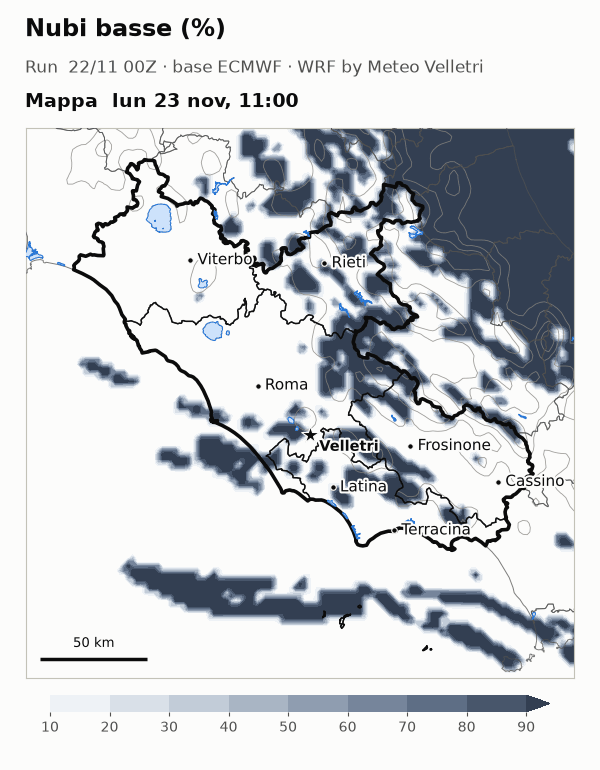 Nubi basse (%)
Run 22/11 00Z · base ECMWF · WRF by Meteo Velletri
Mappa lun 23 nov, 11:00
Viterbo
Rieti
Roma
Velletri
Frosinone
Latina
Cassino
Terracina
50 km
10 20 30 40 50 60 70 80 90